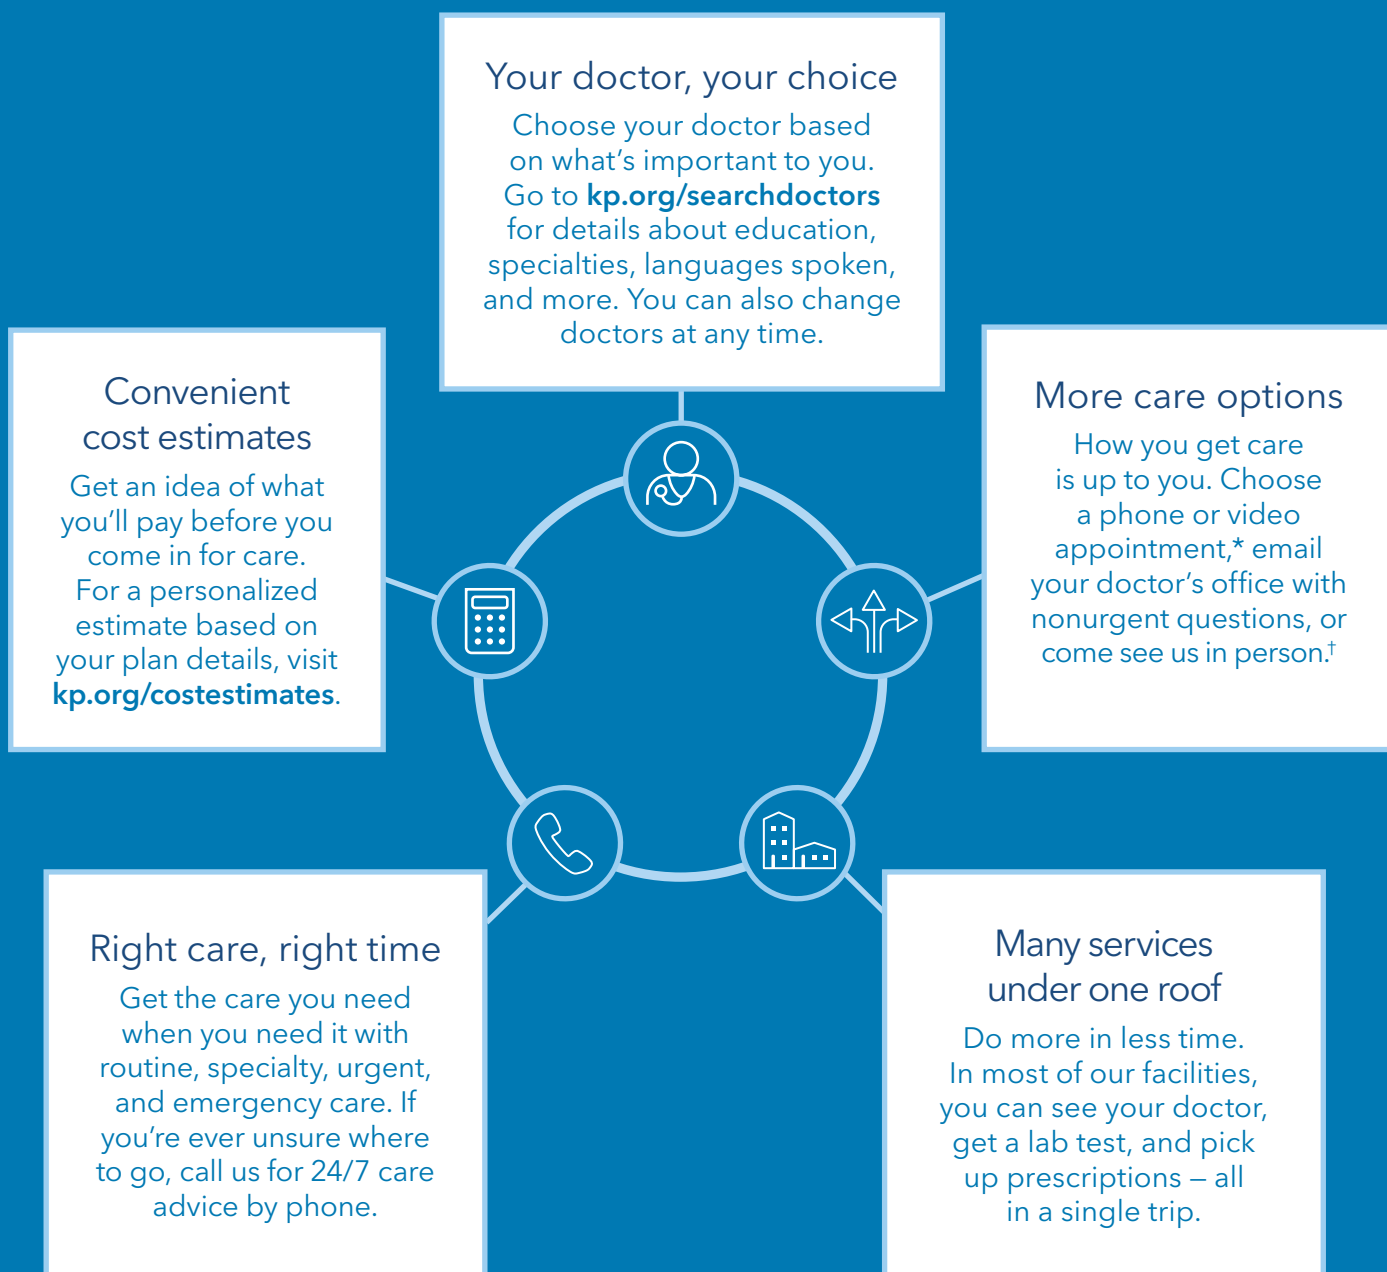 Your doctor, your choice
Choose your doctor based
on what’s important to you.
Go to kp.org/searchdoctors
for details about education,
specialties, languages spoken,
and more. You can also change
doctors at any time.
Convenient
cost estimates
Get an idea of what
you’ll pay before you
come in for care.
For a personalized
estimate based on
your plan details, visit
kp.org/costestimates.
More care options
How you get care
is up to you. Choose
a phone or video
appointment,* email
your doctor’s office with
nonurgent questions, or
come see us in person.†
Right care, right time
Get the care you need
when you need it with
routine, specialty, urgent,
and emergency care. If
you’re ever unsure where
to go, call us for 24/7 care
advice by phone.
Many services
under one roof
Do more in less time.
In most of our facilities,
you can see your doctor,
get a lab test, and pick
up prescriptions – all
in a single trip.